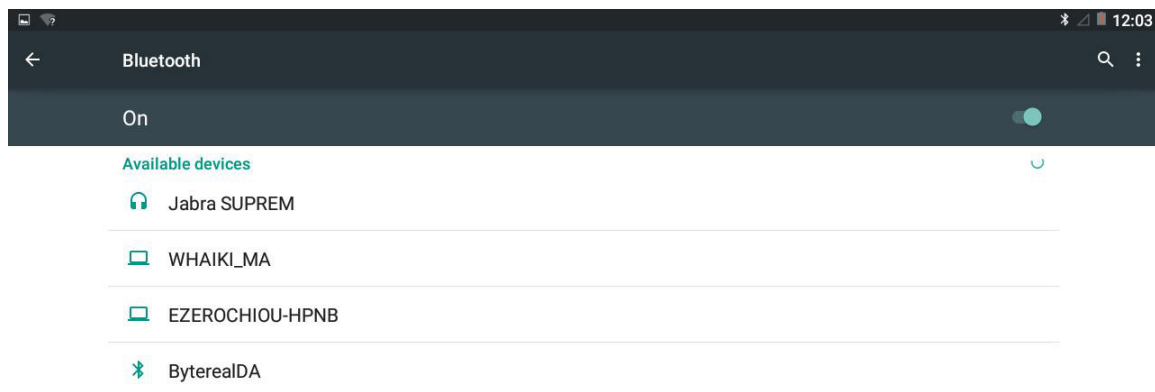 12:03
Bluetooth
On
Available devices
Jabra SUPREM
WHAIKI_MA
EZEROCHIOU-HPNB
ByterealDA